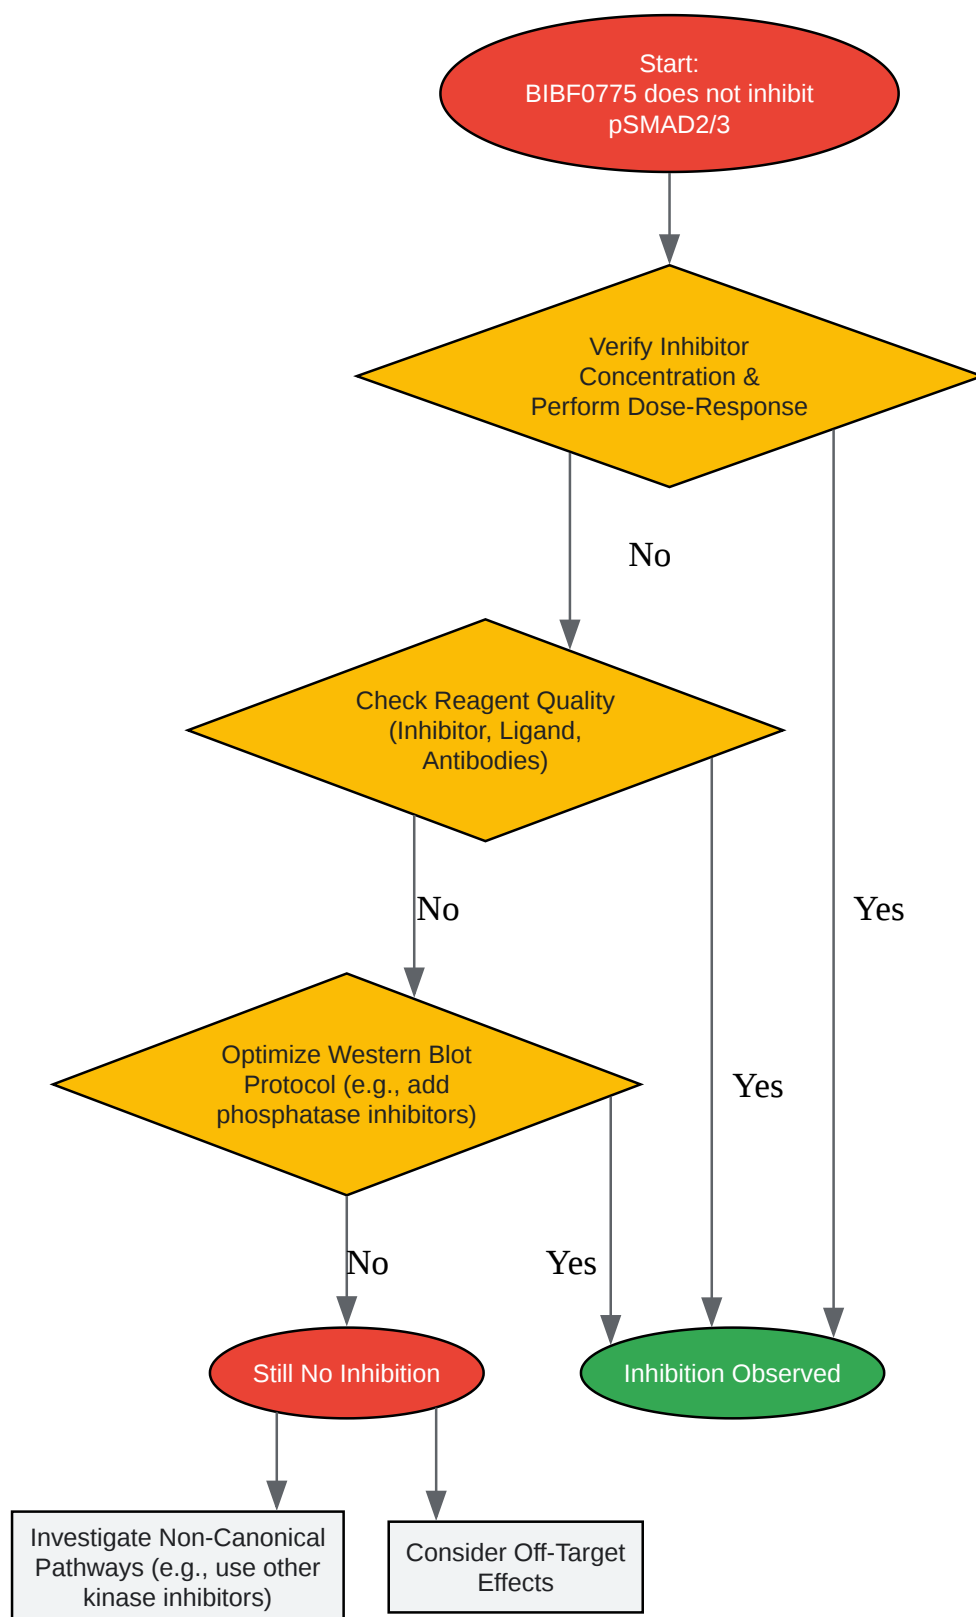 Start:
BIBF0775 does not inhibit
pSMAD2/3
Verify Inhibitor
Concentration &
Perform Dose-Response
No
Check Reagent Quality
(Inhibitor, Ligand,
Antibodies)
No
Yes
Optimize Western Blot
Protocol (e.g., add
phosphatase inhibitors)
Yes
No
Yes
Still No Inhibition
Inhibition Observed
Investigate Non-Canonical
Pathways (e.g., use other
kinase inhibitors)
Consider Off-Target
Effects